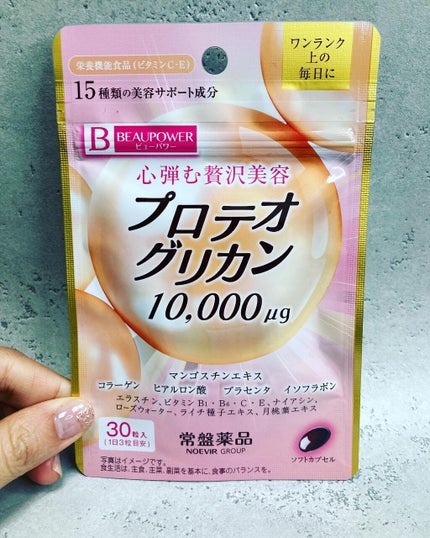 栄養機能食品(ビタミンC・E)
15種類の美容サポート成分
ワンランク
上の
毎日に
B BEAUPOWER
ビューパワー
心弾む贅沢美容
プロテオ
グリカン
10,000μg
マンゴスチンエキス
コラーゲン ヒアルロン酸 プラセンタ イソフラボン
エラスチン、ビタミンB1・B6・C・E、ナイアシン、
ローズウォーター、ライチ種子エキス、月桃葉エキス
30粒入
(1日3粒目安)
常盤薬品
NOEVIR GROUP
ソフトカプセル
写真はイメージです。
食生活は、主食、主菜、副菜を基本に、食事のバランスを。